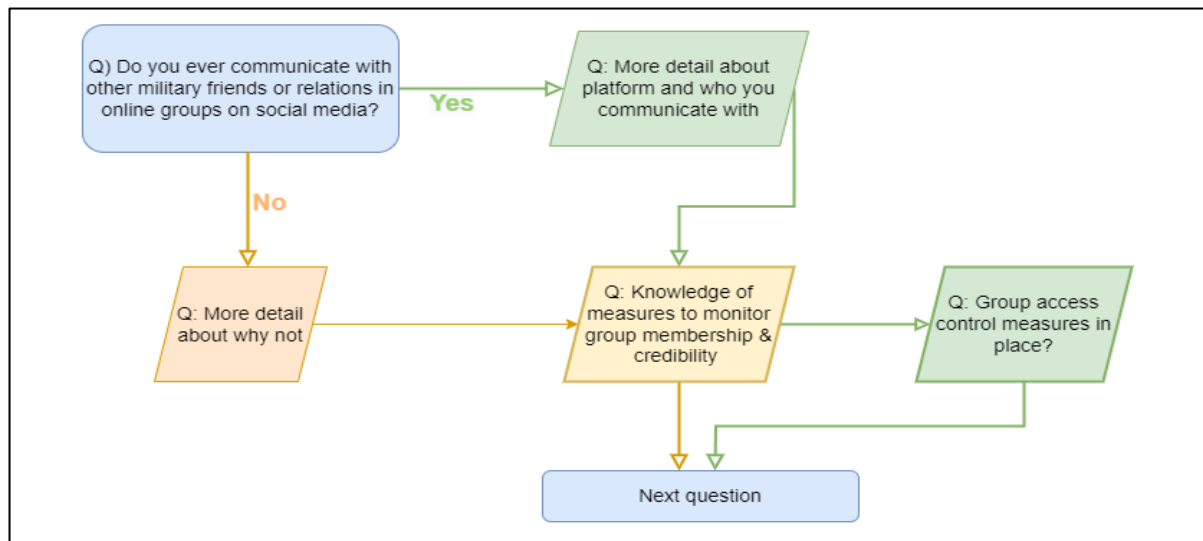 Q) Do you ever communicate with
other military friends or relations in
online groups on social media?
Yes
Q: More detail about
platform and who you
communicate with
No
Q: More detail
about why not
Q: Knowledge of
measures to monitor
group membership &
credibility
Q: Group access
control measures in
place?
Next question